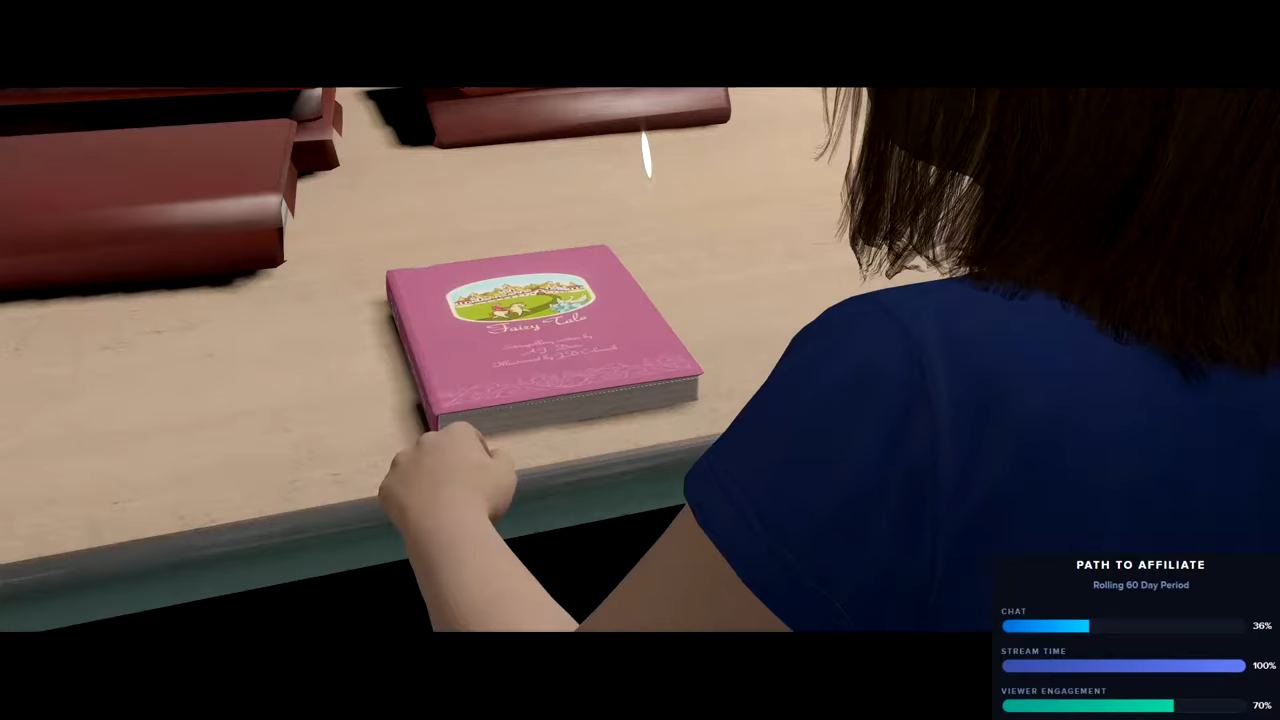 Fairy Tale
PATH TO AFFILIATE
Rolling 60 Day Period
CHAT
36%
STREAM TIME
100%
VIEWER ENGAGEMENT
70%